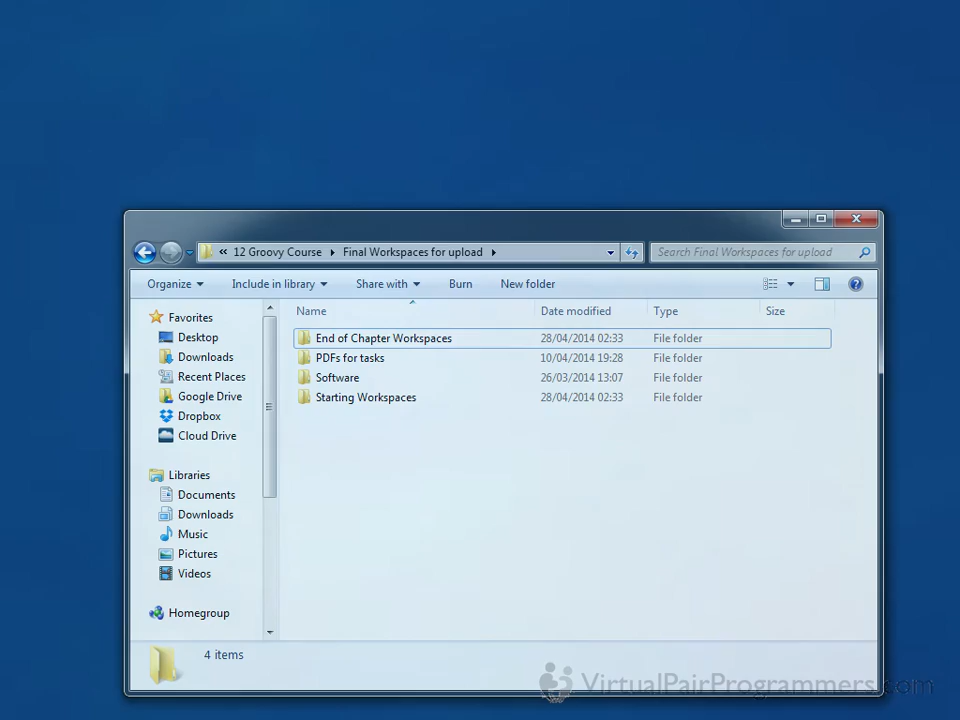 « 12 Groovy Course Final Workspaces for upload Search Final Workspaces for upload
Organize Include in library Share with Burn New folder
Name Date modified Type Size
Favorites
Desktop
Downloads
Recent Places
Google Drive
Dropbox
Cloud Drive
Libraries
Documents
Downloads
Music
Pictures
Videos
Homegroup
End of Chapter Workspaces 28/04/2014 02:33 File folder
PDFs for tasks 10/04/2014 19:28 File folder
Software 26/03/2014 13:07 File folder
Starting Workspaces 28/04/2014 02:33 File folder
4 items
VirtualPairProgrammers.com